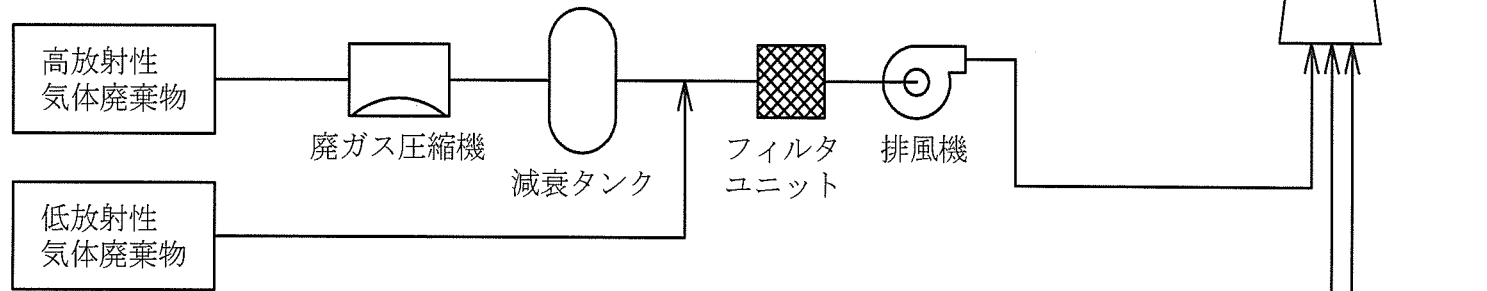 高放射性
気体廃棄物
廃ガス圧縮機
減衰タンク
フィルタ
ユニット
排風機
低放射性
気体廃棄物